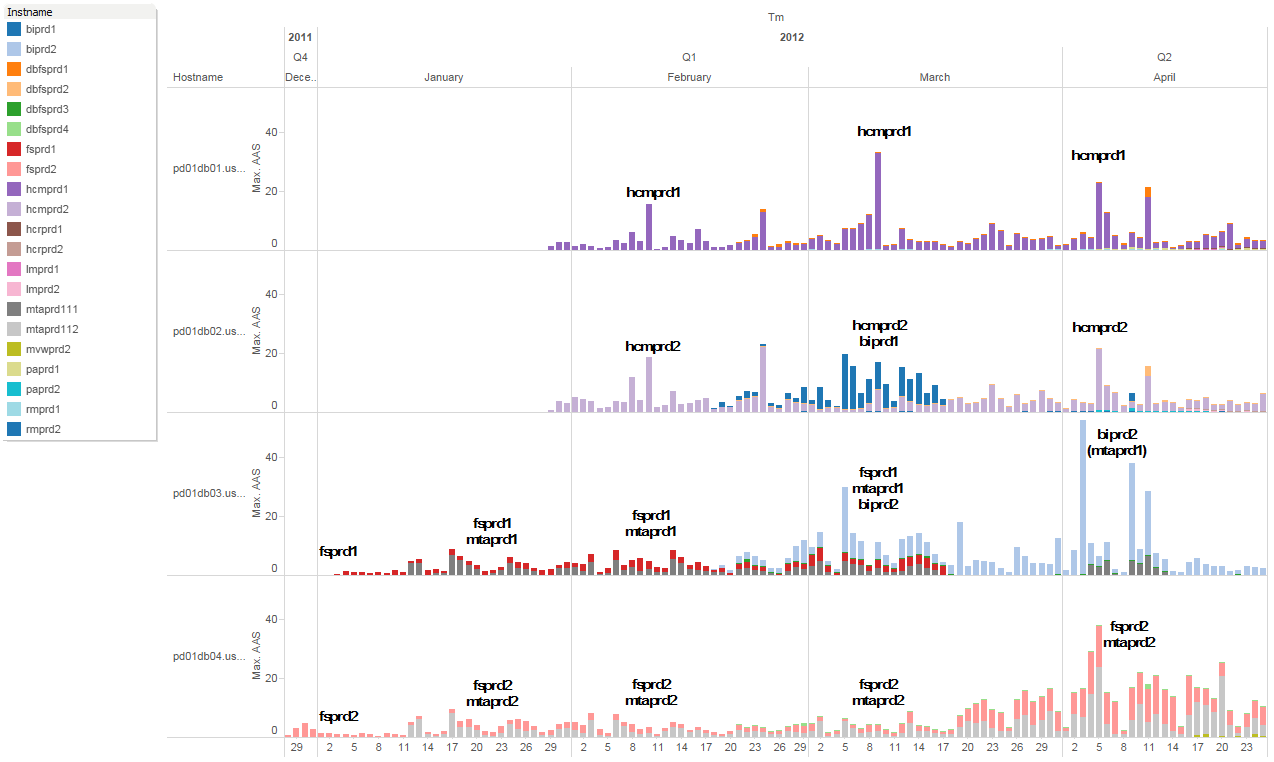 Instname
biprd1
biprd2
dbfsprd1
dbfsprd2
dbfsprd3
dbfsprd4
fsprd1
fsprd2
hcmprd1
hcmprd2
hcrprd1
hcrprd2
lmprd1
lmprd2
mtaprd111
mtaprd112
mvwprd2
paprd1
paprd2
rmprd1
rmprd2
Tm
2011 2012
Q4 Q1 Q2
Hostname Dece.. January February March April
pd01db01.us...
Max. AAS
40
20
0
hcmprd1
hcmprd1
hcmprd1
pd01db02.us...
Max. AAS
40
20
0
hcmprd2
hcmprd2
biprd1
hcmprd2
pd01db03.us...
Max. AAS
40
20
0
fsprd1
fsprd1
mtaprd1
fsprd1
mtaprd1
fsprd1
mtaprd1
biprd2
biprd2
(mtaprd1)
pd01db04.us...
Max. AAS
40
20
0
fsprd2
fsprd2
mtaprd2
fsprd2
mtaprd2
fsprd2
mtaprd2
fsprd2
mtaprd2
29 2 5 11 14 17 20 23 26 29 2 5 8 11 14 17 20 23 26 29 2 5 8 11 14 17 20 23 26 29 2 5 8 11 14 17 20 23